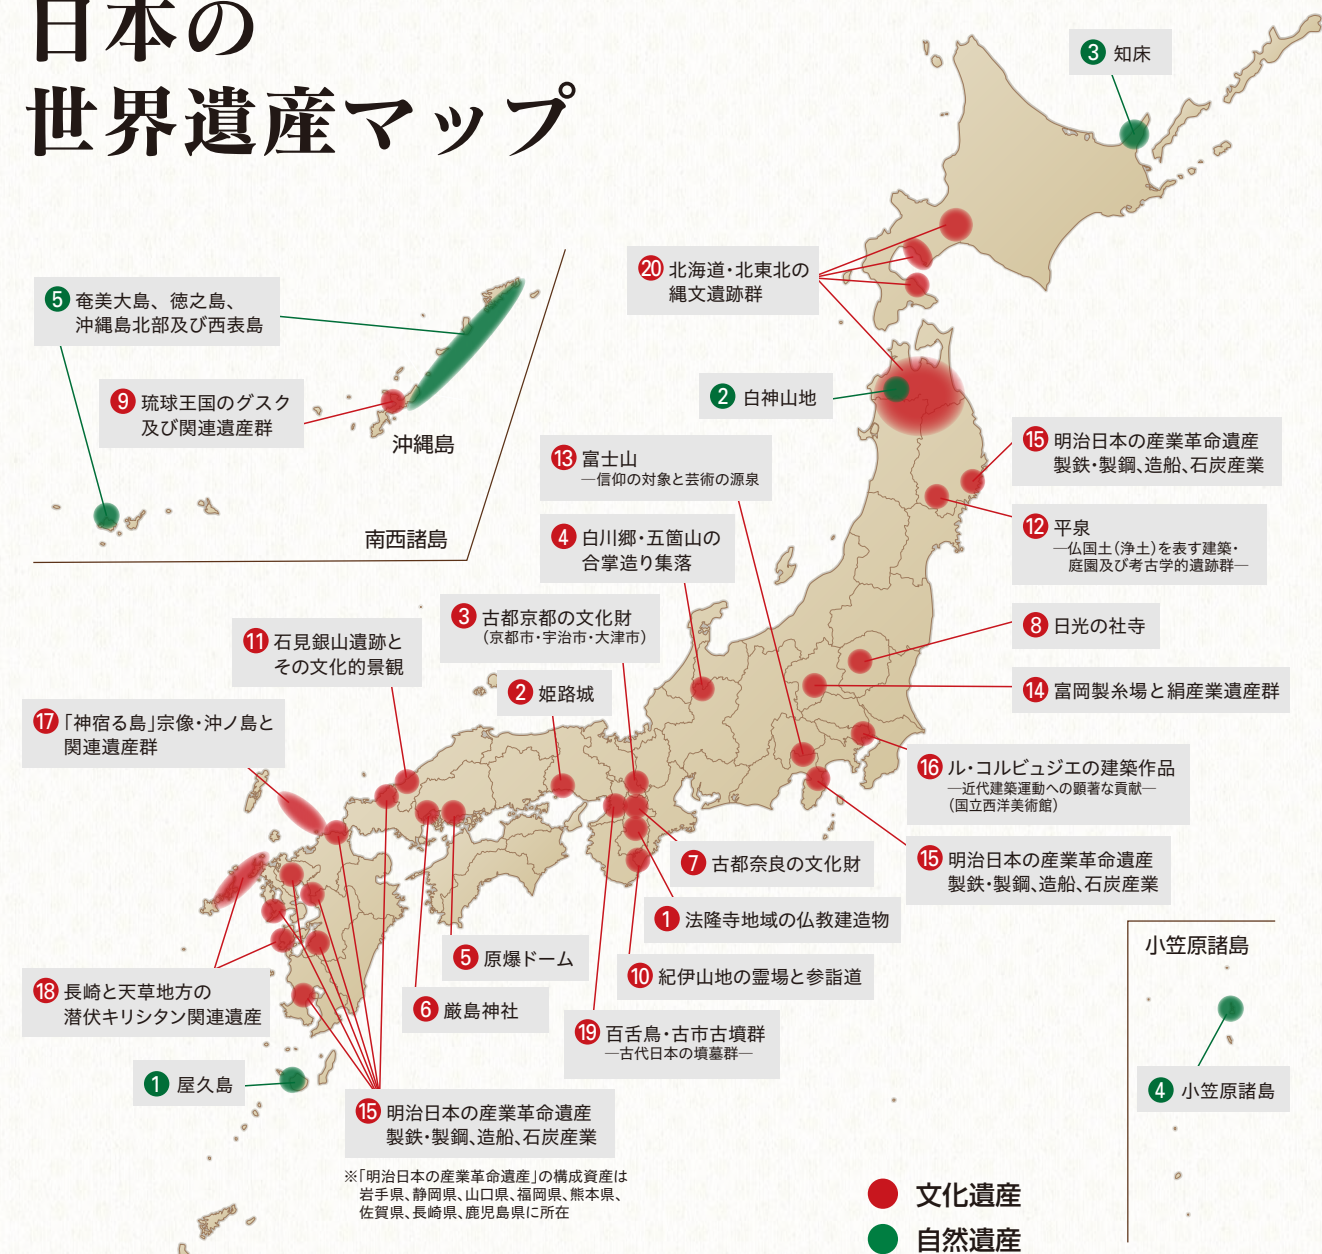 日本の
世界遺産マップ
3 知床
20 北海道・北東北の
縄文遺跡群
5 奄美大島、徳之島、
沖縄島北部及び西表島
9 琉球王国のグスク
及び関連遺産群
沖縄島
南西諸島
2 白神山地
13 富士山
―信仰の対象と芸術の源泉
15 明治日本の産業革命遺産
製鉄・製鋼、造船、石炭産業
4 白川郷・五箇山の
合掌造り集落
12 平泉
―仏国土（浄土）を表す建築・
庭園及び考古学的遺跡群―
3 古都京都の文化財
（京都市・宇治市・大津市）
8 日光の社寺
11 石見銀山遺跡と
その文化的景観
2 姫路城
14 富岡製糸場と絹産業遺産群
17 「神宿る島」宗像・沖ノ島と
関連遺産群
16 ル・コルビュジエの建築作品
―近代建築運動への顕著な貢献―
（国立西洋美術館）
7 古都奈良の文化財
15 明治日本の産業革命遺産
製鉄・製鋼、造船、石炭産業
1 法隆寺地域の仏教建造物
5 原爆ドーム
10 紀伊山地の霊場と参詣道
小笠原諸島
18 長崎と天草地方の
潜伏キリシタン関連遺産
6 厳島神社
19 百舌鳥・古市古墳群
―古代日本の墳墓群―
1 屋久島
4 小笠原諸島
15 明治日本の産業革命遺産
製鉄・製鋼、造船、石炭産業
※「明治日本の産業革命遺産」の構成資産は
岩手県、静岡県、山口県、福岡県、熊本県、
佐賀県、長崎県、鹿児島県に所在
文化遺産
自然遺産